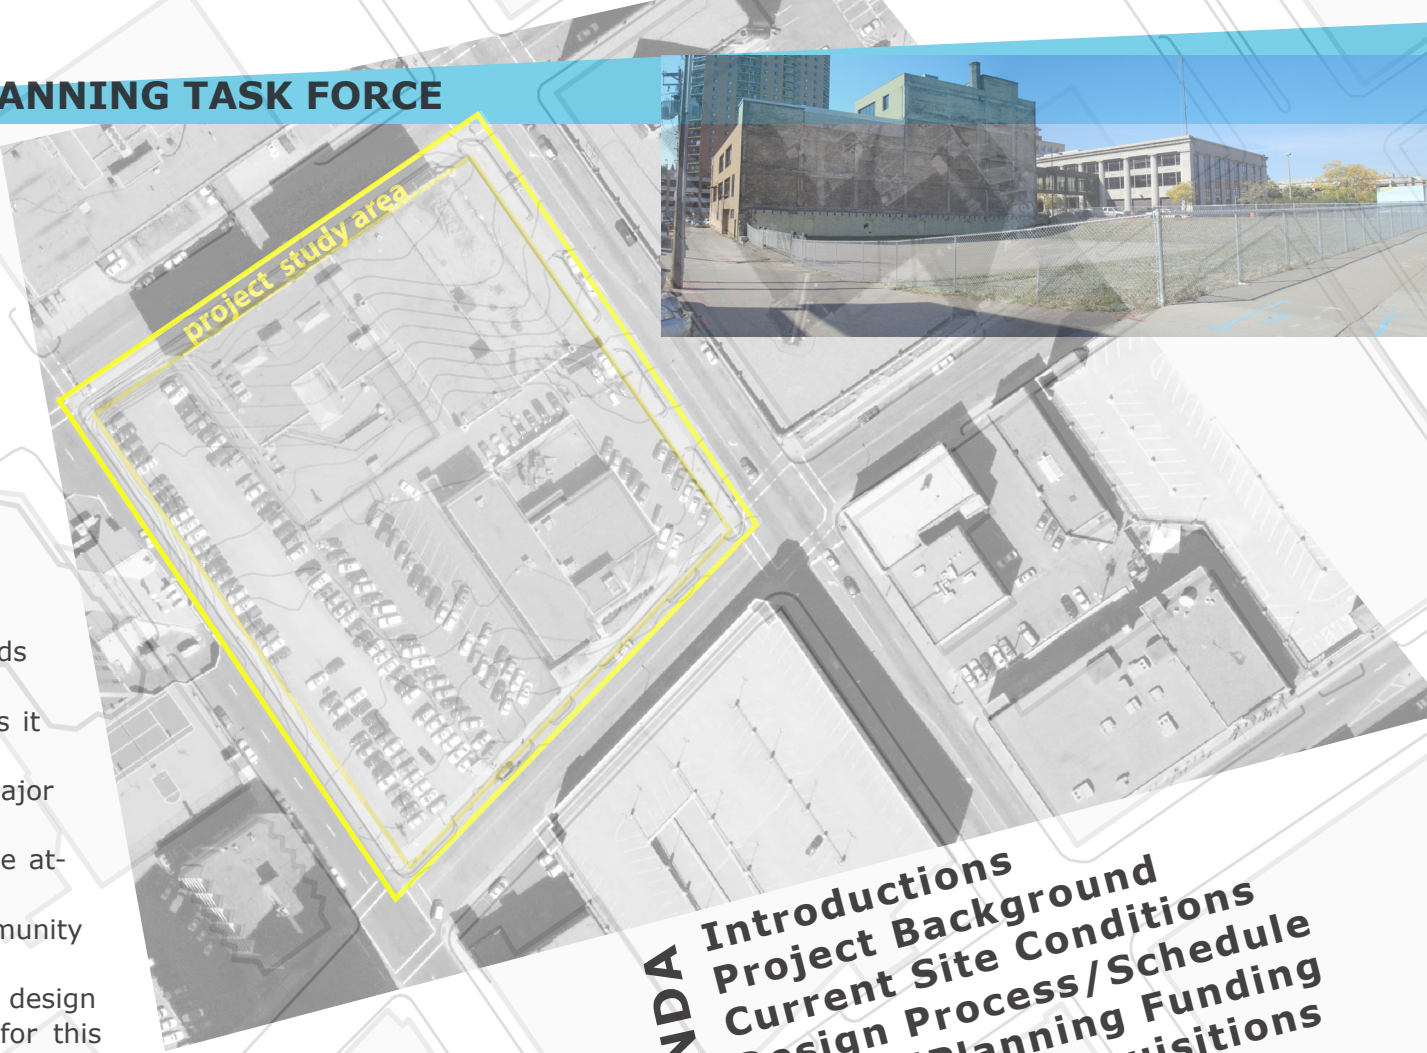 ANNING TASK FORCE
project study area
ds
s it
ajor
e at-
munity
design
for this
NDA
Introductions
Project Background
Current Site Conditions
Design Process/Schedule
Planning Funding
uisitions